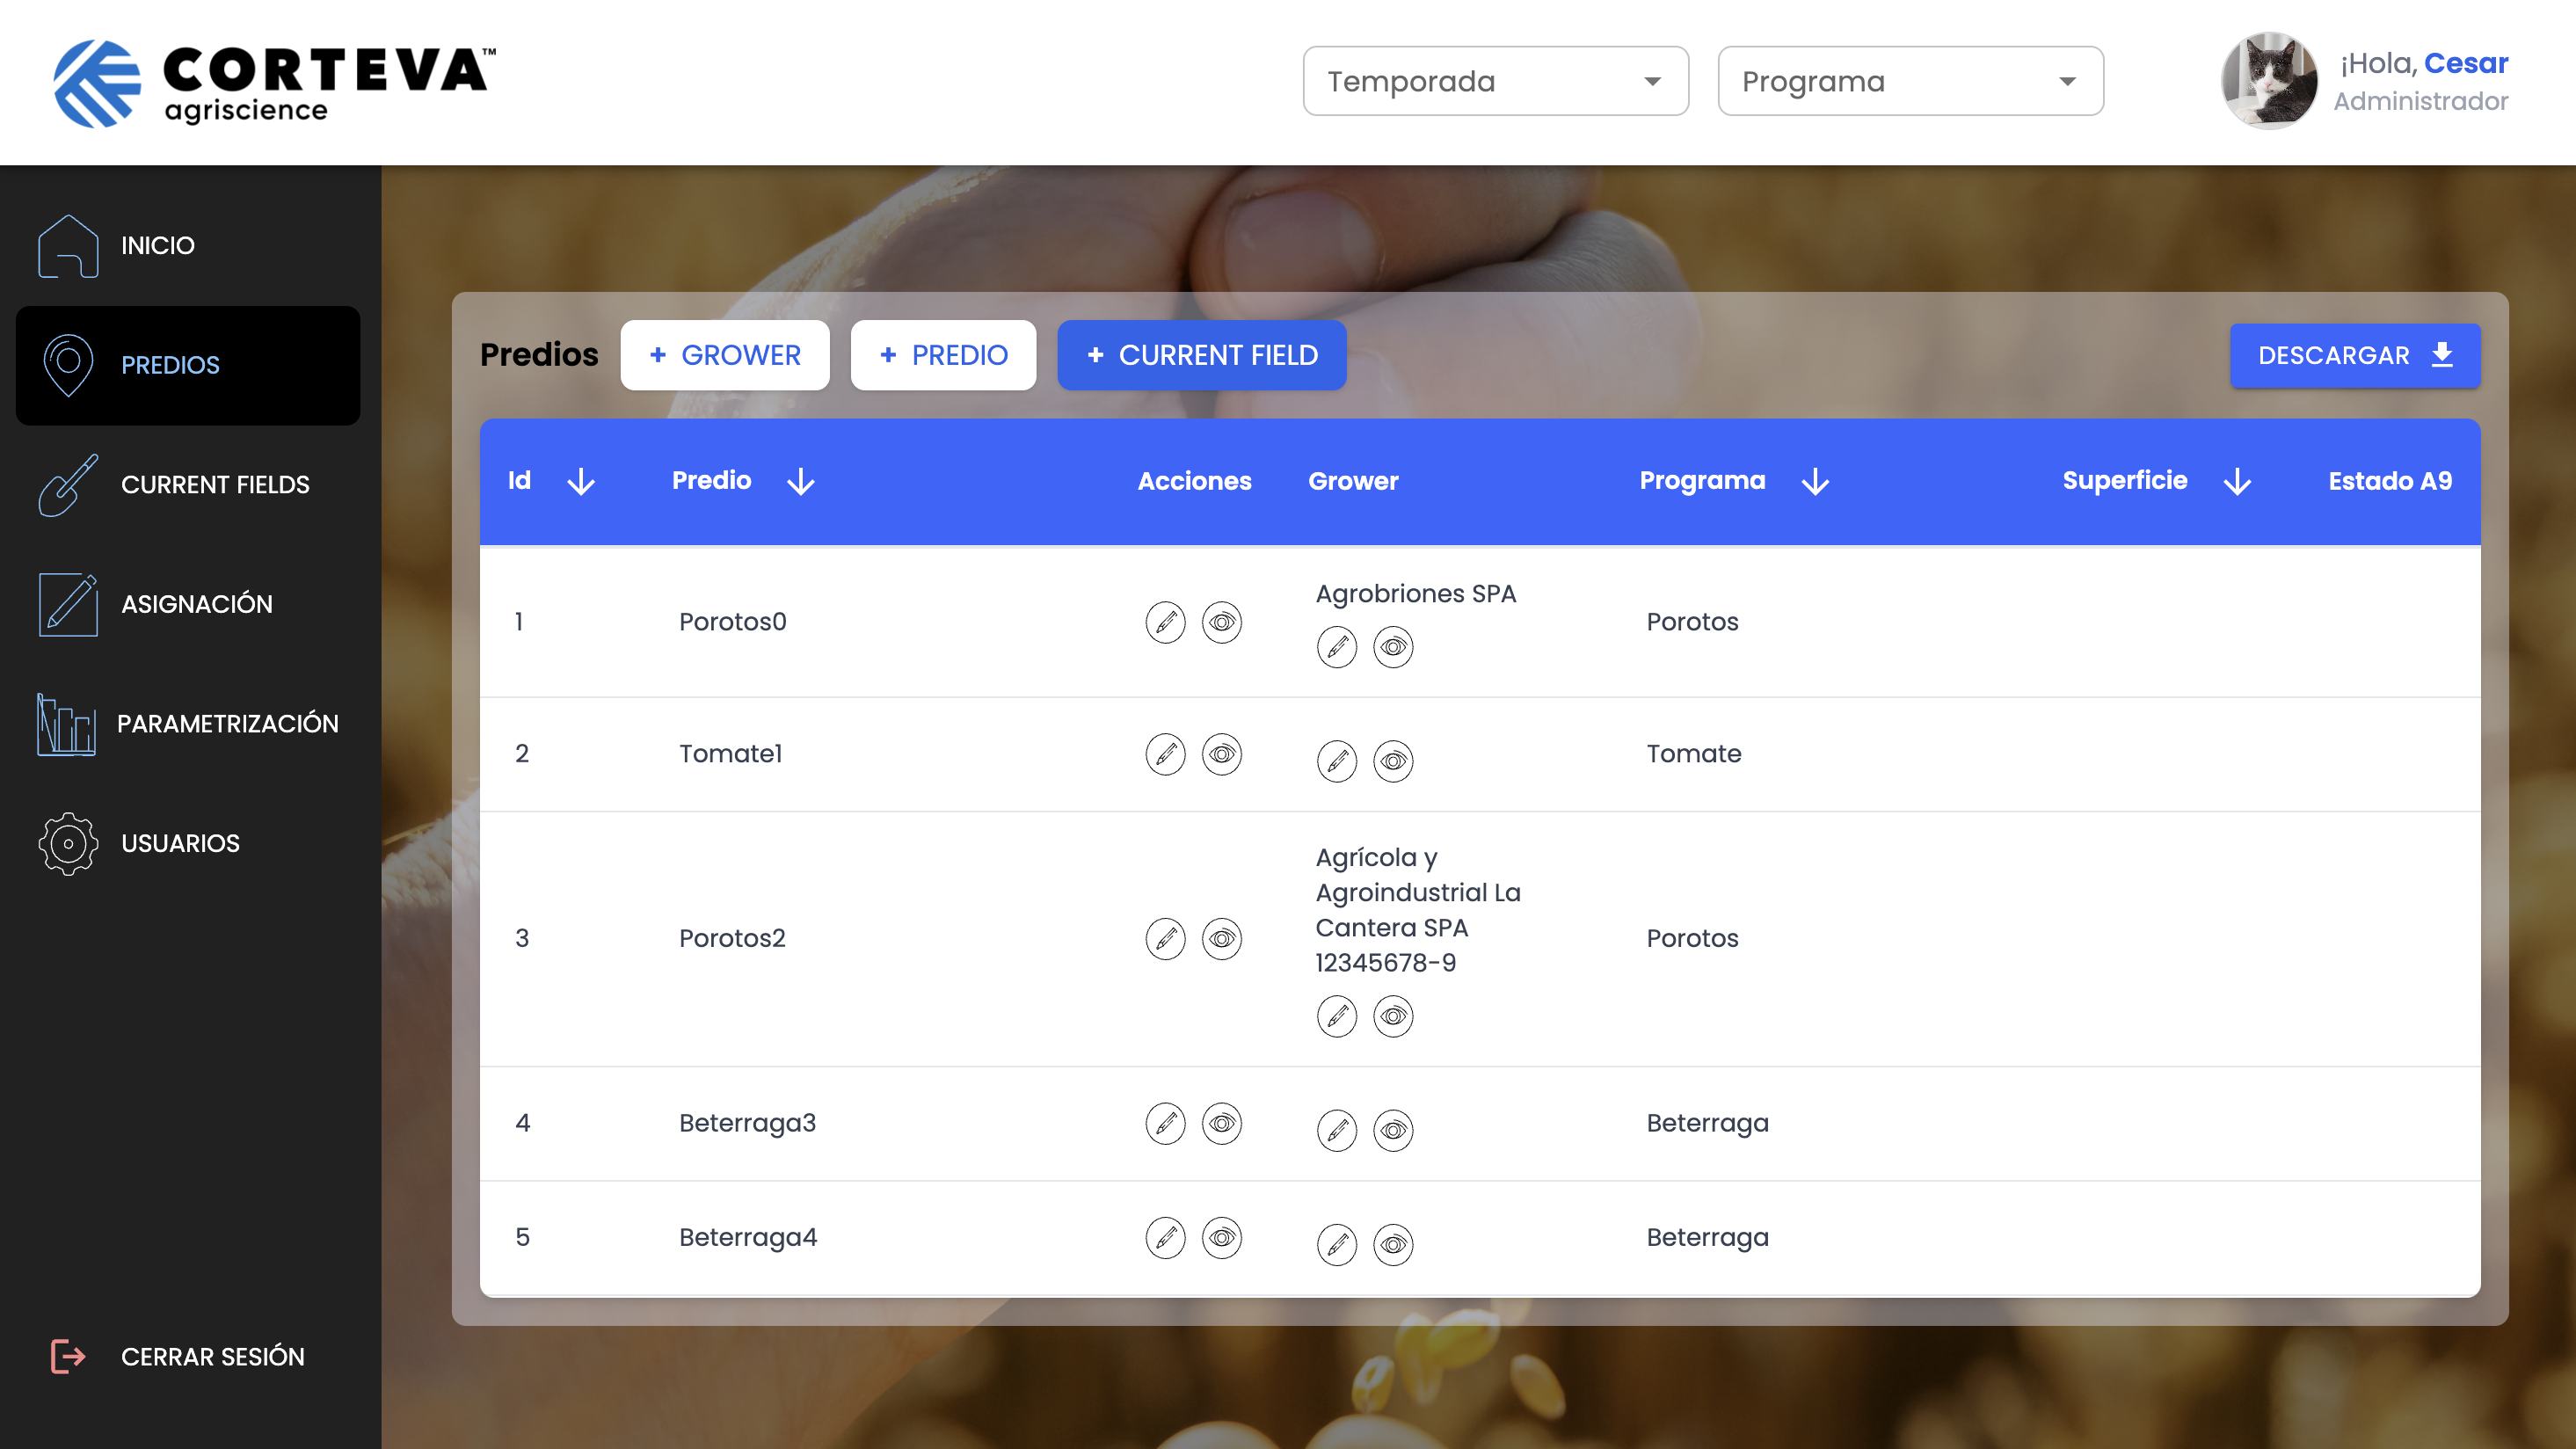 CORTEVA™
agriscience
Temporada
Programa
¡Hola, Cesar
Administrador
INICIO
PREDIOS
CURRENT FIELDS
ASIGNACIÓN
PARAMETRIZACIÓN
USUARIOS
CERRAR SESIÓN
Predios
+ GROWER
+ PREDIO
+ CURRENT FIELD
DESCARGAR
Id Predio Acciones Grower Programa Superficie Estado A9
1 Porotos0 Agrobriones SPA Porotos
2 Tomate1 Tomate
3 Porotos2 Agrícola y
Agroindustrial La
Cantera SPA
12345678-9
Porotos
4 Beterraga3 Beterraga
5 Beterraga4 Beterraga